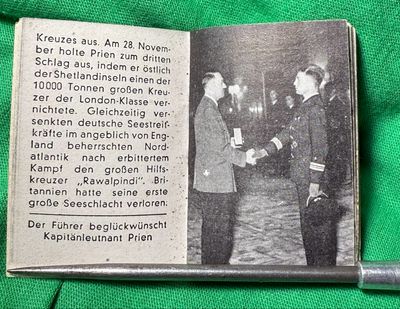 Kreuzes aus. Am 28. Novem-
ber holte Prien zum dritten
Schlag aus, indem er östlich
der Shetlandinseln einen der
10000 Tonnen großen Kreu-
zer der London-Klasse ver-
nichtete. Gleichzeitig ver-
senkten deutsche Seestreif-
kräfte im angeblich von Eng-
land beherrschten Nord-
atlantik nach erbittertem
Kampf den großen Hilfs-
kreuzer „Rawalpindi". Bri-
tannien hatte seine erste
große Seeschlacht verloren.
Der Führer beglückwünscht
Kapitänleutnant Prien